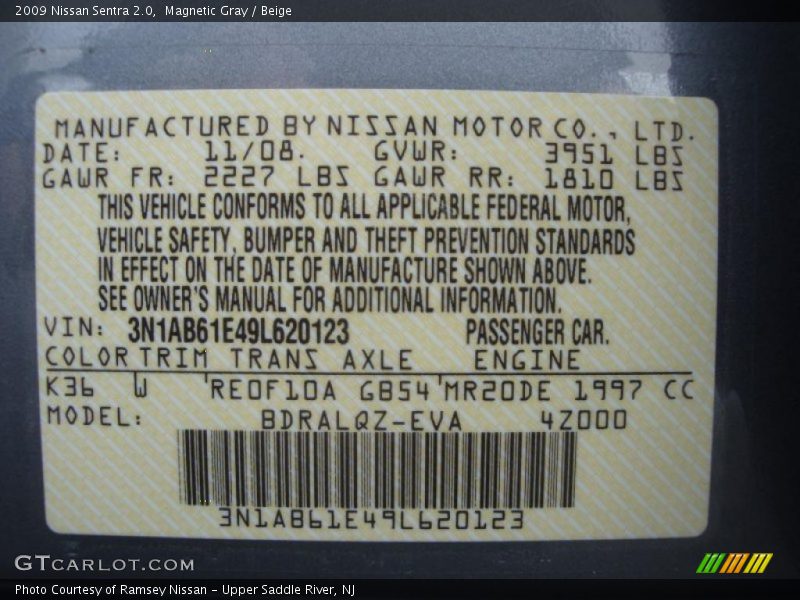 2009 Nissan Sentra 2.0,  Magnetic Gray / Beige
MANUFACTURED BY NISSAN MOTOR CO., LTD.
DATE: 11/08. GVWR: 3951 LBS
GAWR FR: 2227 LBS GAWR RR: 1810 LBS
THIS VEHICLE CONFORMS TO ALL APPLICABLE FEDERAL MOTOR,
VEHICLE SAFETY, BUMPER AND THEFT PREVENTION STANDARDS
IN EFFECT ON THE DATE OF MANUFACTURE SHOWN ABOVE.
SEE OWNER'S MANUAL FOR ADDITIONAL INFORMATION.
VIN: 3N1AB61E49L620123 PASSENGER CAR.
COLOR TRIM TRANS AXLE ENGINE
K36 W RE0F10A GB54 MR20DE 1997 CC
MODEL: BDRALQZ-EVA 4Z000
3N1AB61E49L620123
GTCARLOT.COM
Photo Courtesy of Ramsey Nissan - Upper Saddle River, NJ